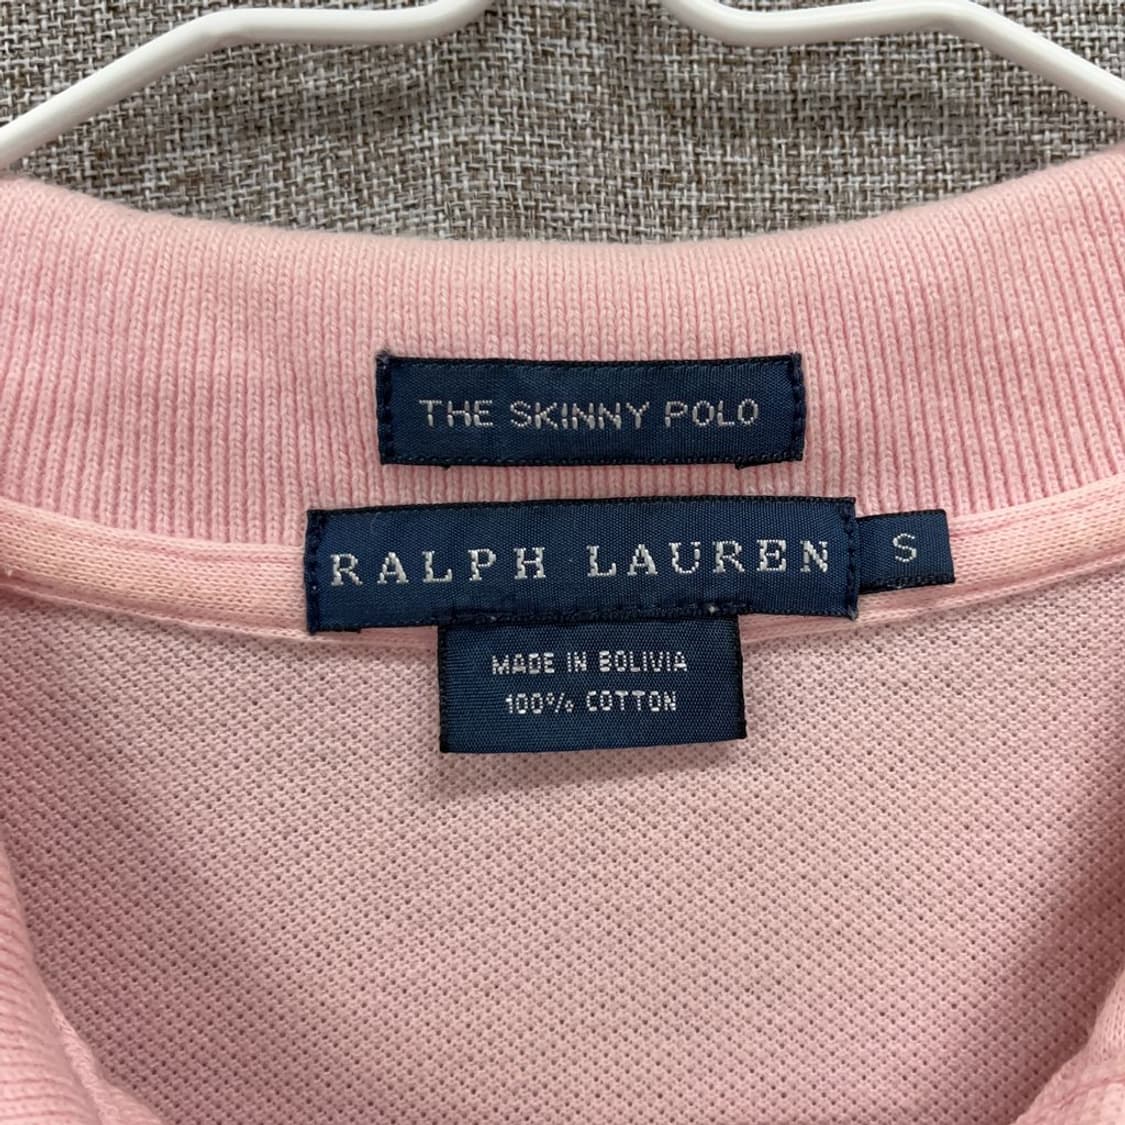 THE SKINNY POLO
RALPH LAUREN
S
MADE IN BOLIVIA
100% COTTON